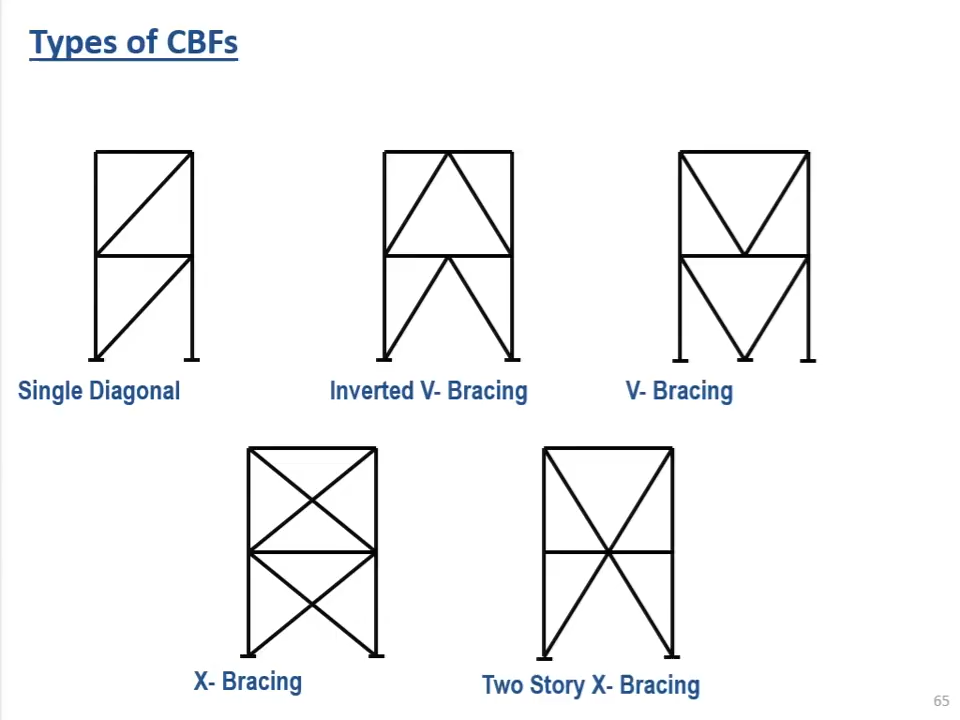 Types of CBFs
Single Diagonal
Inverted V- Bracing
V- Bracing
X- Bracing
Two Story X- Bracing
65